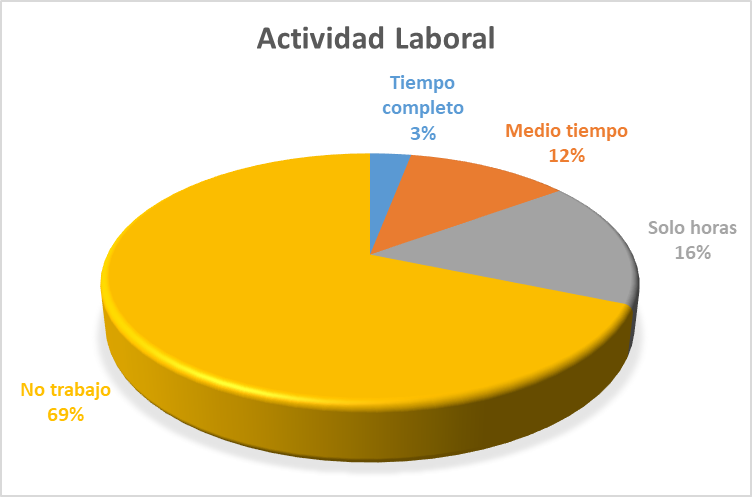 Actividad Laboral
Tiempo
completo
3%
Medio tiempo
12%
Solo horas
16%
No trabajo
69%